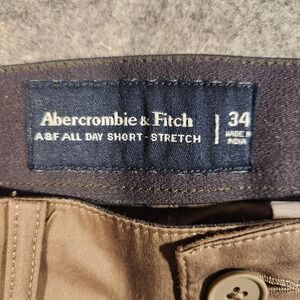 Abercrombie & Fitch
A&F ALL DAY SHORT - STRETCH
34
MADE IN
INDIA